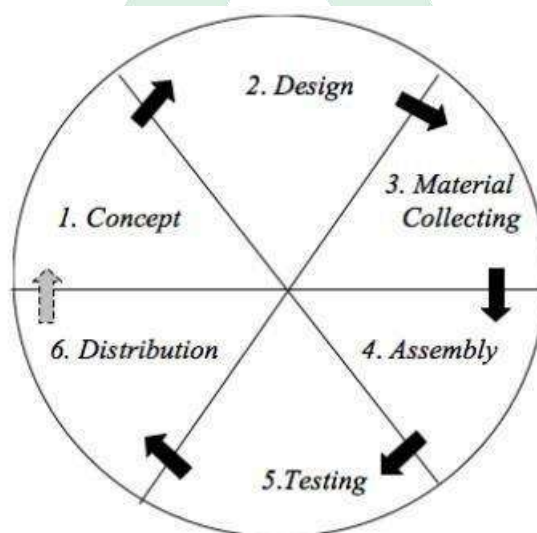 1. Concept
2. Design
3. Material
Collecting
4. Assembly
5.Testing
6. Distribution